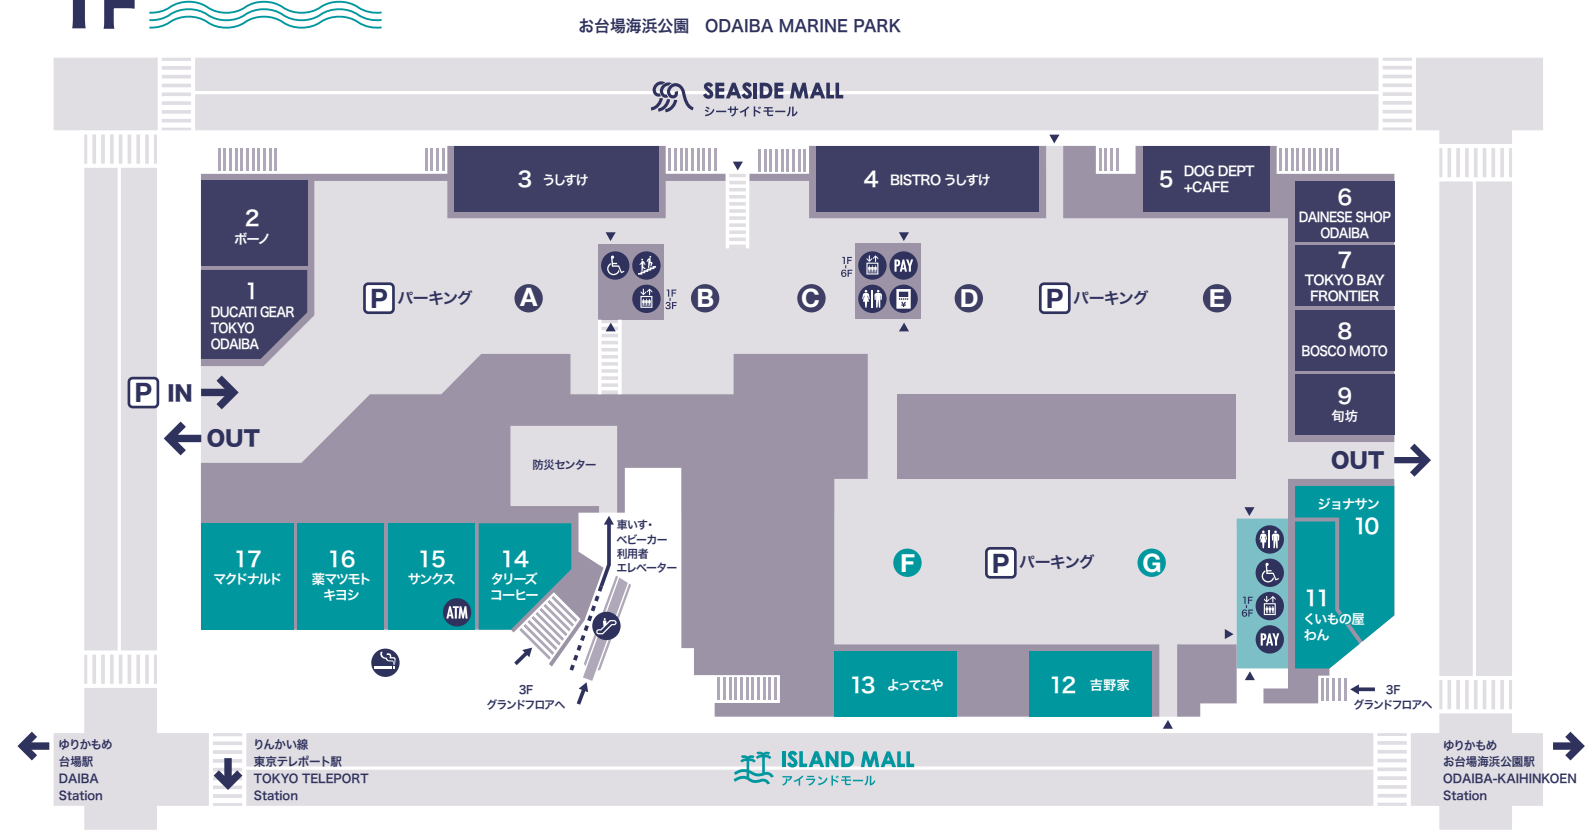 1F
お台場海浜公園 ODAIBA MARINE PARK
SEASIDE MALL
シーサイドモール
3 うしすけ
4 BISTRO うしすけ
5 DOG DEPT
+CAFE
2
ボーノ
1
DUCATI GEAR
TOKYO
ODAIBA
6
DAINESE SHOP
ODAIBA
7
TOKYO BAY
FRONTIER
8
BOSCO MOTO
9
旬坊
P パーキング
A
1F
-
3F
B
C
1F
-
6F
PAY
¥
D
P パーキング
E
P IN
OUT
OUT
防災センター
車いす・
ベビーカー
利用者
エレベーター
17
マクドナルド
16
薬マツモト
キヨシ
15
サンクス
ATM
14
タリーズ
コーヒー
F
P パーキング
G
1F
-
6F
PAY
ジョナサン
10
11
くいもの屋
わん
13 よってこや
12 吉野家
3F
グランドフロアへ
3F
グランドフロアへ
ゆりかもめ
台場駅
DAIBA
Station
りんかい線
東京テレポート駅
TOKYO TELEPORT
Station
ISLAND MALL
アイランドモール
ゆりかもめ
お台場海浜公園駅
ODAIBA-KAIHINKOEN
Station